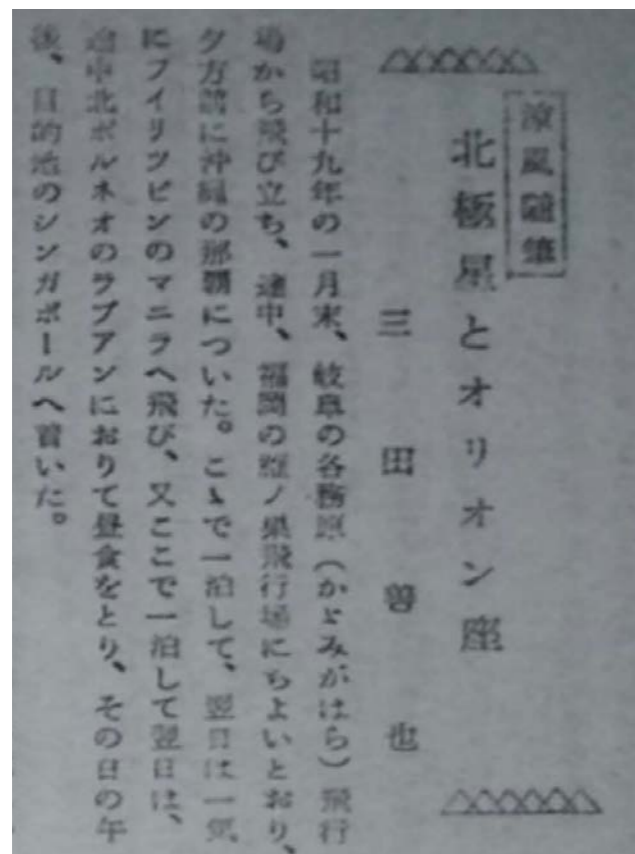 涼風随筆
北極星とオリオン座
三田善也
昭和十九年の一月末、岐阜の各務原（かゞみがはら）飛行
場から飛び立ち、途中、福岡の雁ノ巣飛行場にちよいとおり、
夕方前に沖縄の那覇についた。こゝで一泊して、翌日は一気
にフイリツピンのマニラへ飛び、又ここで一泊して翌日は、
途中北ボルネオのラブアンにおりて昼食をとり、その日の午
後、目的地のシンガポールへ着いた。